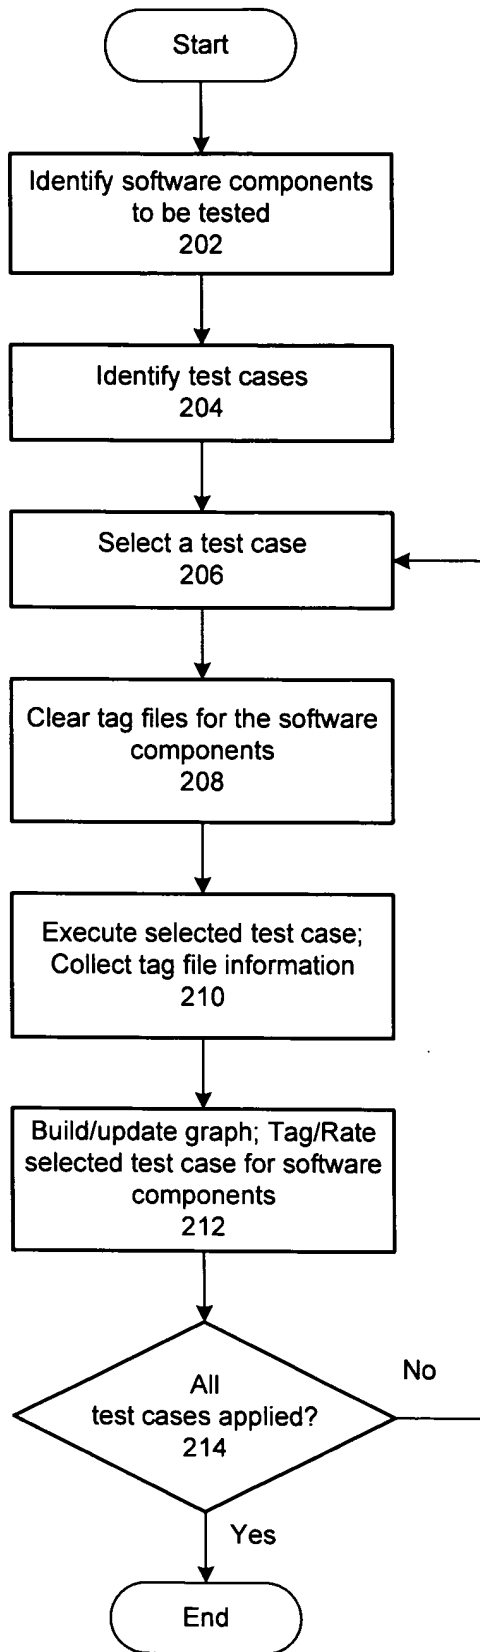 Start
Identify software components
to be tested
202
Identify test cases
204
Select a test case
206
Clear tag files for the software
components
208
Execute selected test case;
Collect tag file information
210
Build/update graph; Tag/Rate
selected test case for software
components
212
All
test cases applied?
214
No
Yes
End